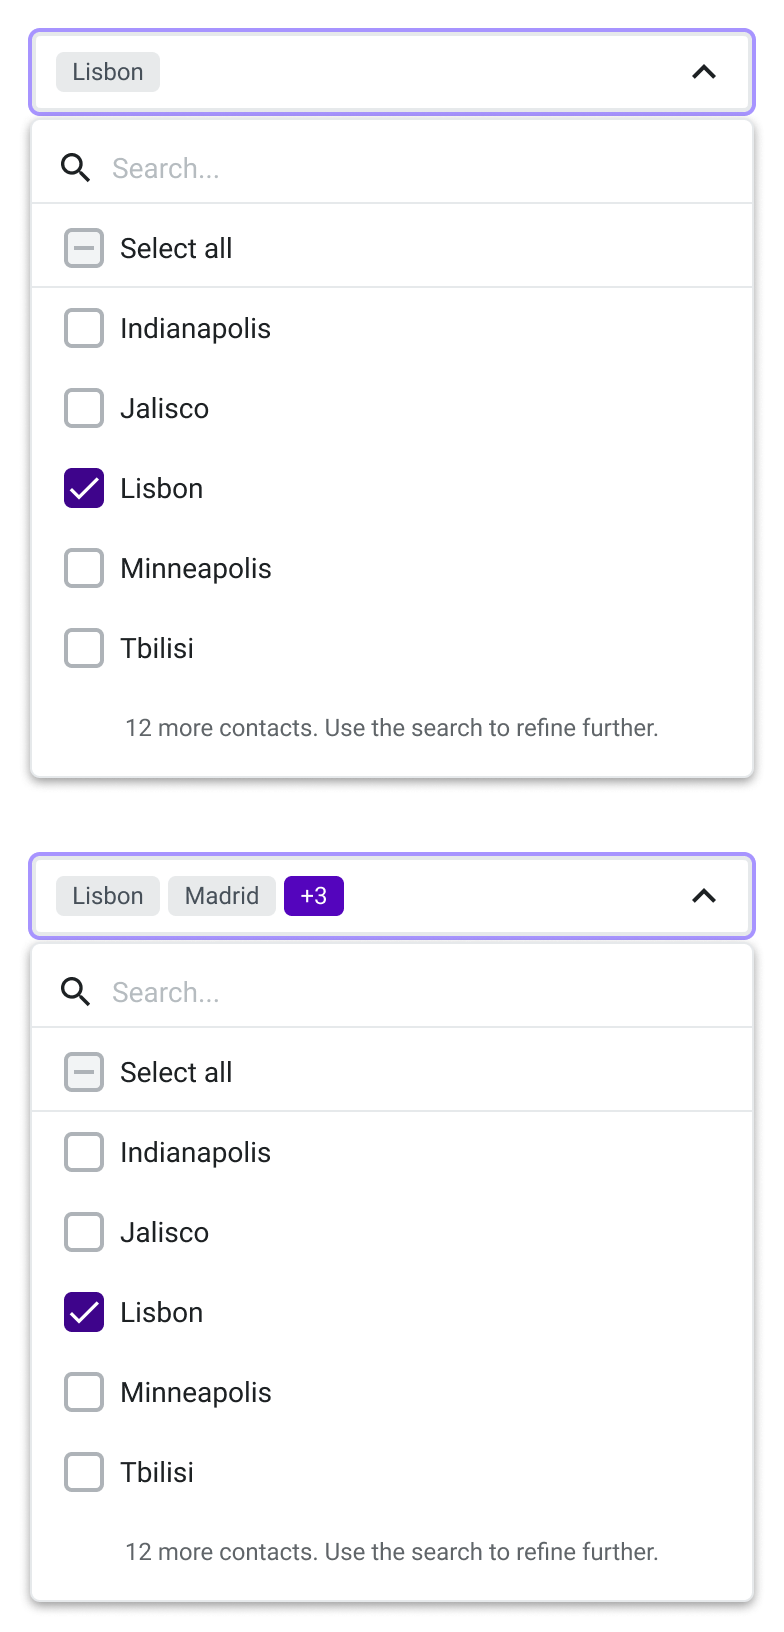 Lisbon
Search...
Select all
Indianapolis
Jalisco
Lisbon
Minneapolis
Tbilisi
12 more contacts. Use the search to refine further.
Lisbon Madrid +3
Search...
Select all
Indianapolis
Jalisco
Lisbon
Minneapolis
Tbilisi
12 more contacts. Use the search to refine further.